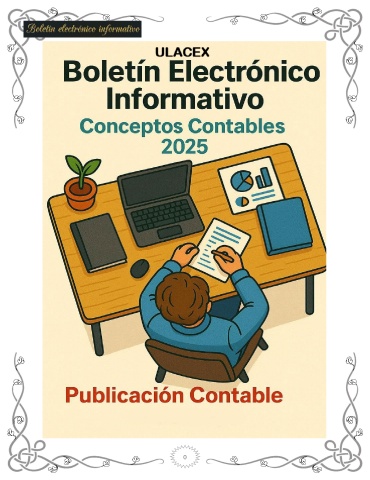 Boletín electrónico informativo
ULACEX
Boletín Electrónico
Informativo
Conceptos Contables
2025
Publicación Contable